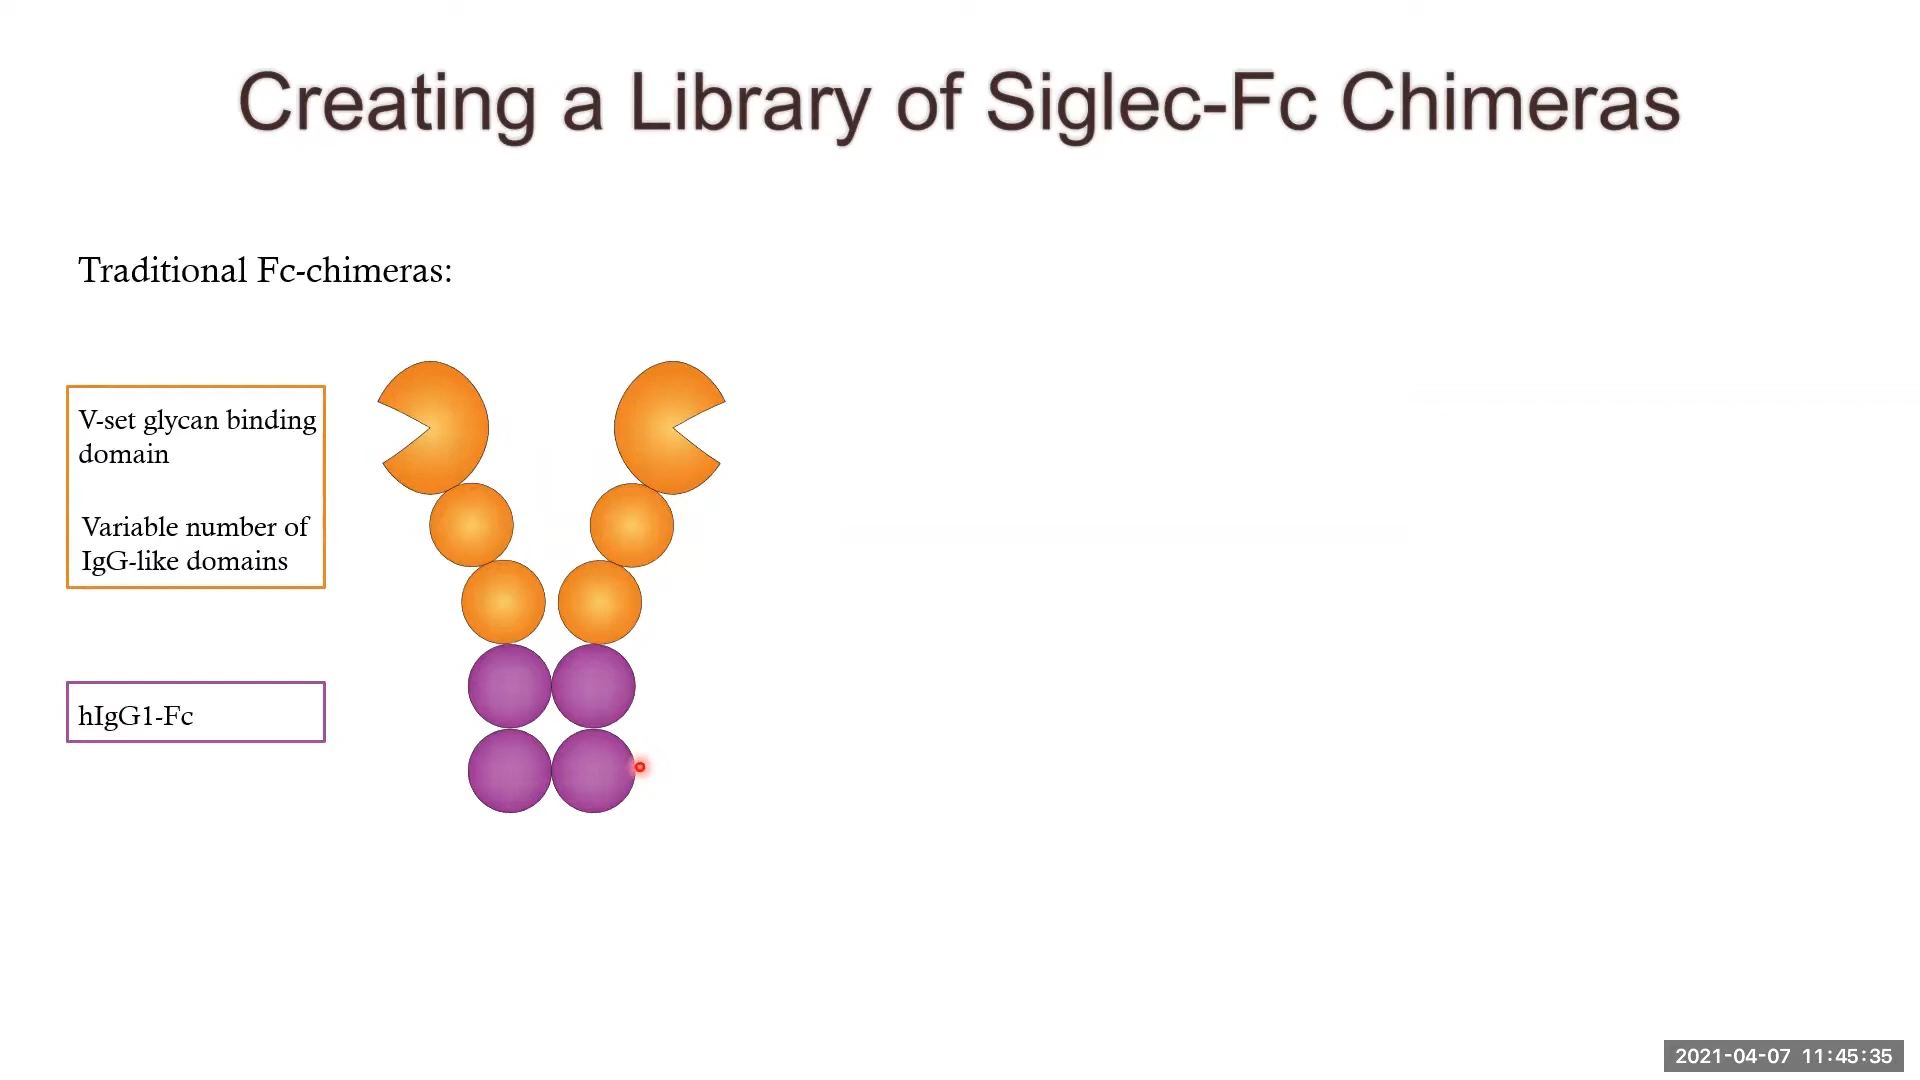 Creating a Library of Siglec-Fc Chimeras
Traditional Fc-chimeras:
V-set glycan binding
domain
Variable number of
IgG-like domains
hIgG1-Fc
2021-04-07 11:45:35